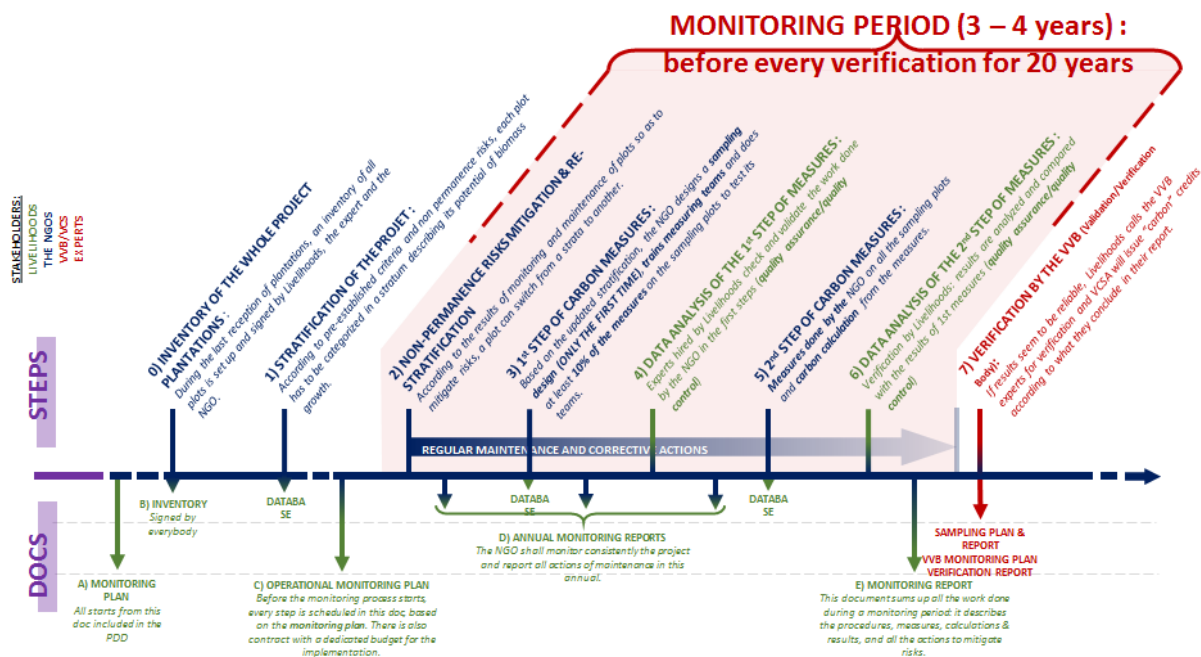 MONITORING PERIOD (3 – 4 years) :
before every verification for 20 years
STAKEHOLDERS:
LIVELIHOODS
THE NGOS
VVB/VCS
EXPERTS
STEPS
0) INVENTORY OF THE WHOLE PROJECT
PLANTATIONS :
During the last reception of plantations, an inventory of all
plots is set up and signed by Livelihoods, the expert and the
NGO.
1) STRATIFICATION OF THE PROJET :
According to pre-established criteria and non permanence risks, each plot
has to be categorized in a stratum describing its potential of biomass
growth.
2) NON-PERMANENCE RISKS MITIGATION & RE-
STRATIFICATION
According to the results of monitoring and maintenance of plots so as to
mitigate risks, a plot can switch from a strata to another.
3) 1st STEP OF CARBON MEASURES:
Based on the updated stratification, the NGO designs a sampling
design (ONLY THE FIRST TIME), trains measuring teams and does
at least 10% of the measures on the sampling plots to test its
teams.
4) DATA ANALYSIS OF THE 1st STEP OF MEASURES :
Experts hired by Livelihoods check and validate the work done
by the NGO in the first steps (quality assurance/quality
control)
5) 2nd STEP OF CARBON MEASURES:
Measures done by the NGO on all the sampling plots
and carbon calculation from the measures.
6) DATA ANALYSIS OF THE 2nd STEP OF MEASURES :
Verification by Livelihoods: results are analyzed and compared
with the results of 1st measures (quality assurance/quality
control)
7) VERIFICATION BY THE VVB (Validation/Verification
Body):
If results seem to be reliable, Livelihoods calls the VVB
experts for verification and VCSA will issue "carbon" credits
according to what they conclude in their report.
REGULAR MAINTENANCE AND CORRECTIVE ACTIONS
DOCS
A) MONITORING
PLAN
All starts from this
doc included in the
PDD
B) INVENTORY
Signed by
everybody
DATABA
SE
C) OPERATIONAL MONITORING PLAN
Before the monitoring process starts,
every step is scheduled in this doc, based
on the monitoring plan. There is also
contract with a dedicated budget for the
implementation.
DATABA
SE
DATABA
SE
D) ANNUAL MONITORING REPORTS
The NGO shall monitor consistently the project
and report all actions of maintenance in this
annual.
E) MONITORING REPORT
This document sums up all the work done
during a monitoring period: it describes
the procedures, measures, calculations &
results, and all the actions to mitigate
risks.
SAMPLING PLAN &
REPORT
VVB MONITORING PLAN
VERIFICATION REPORT